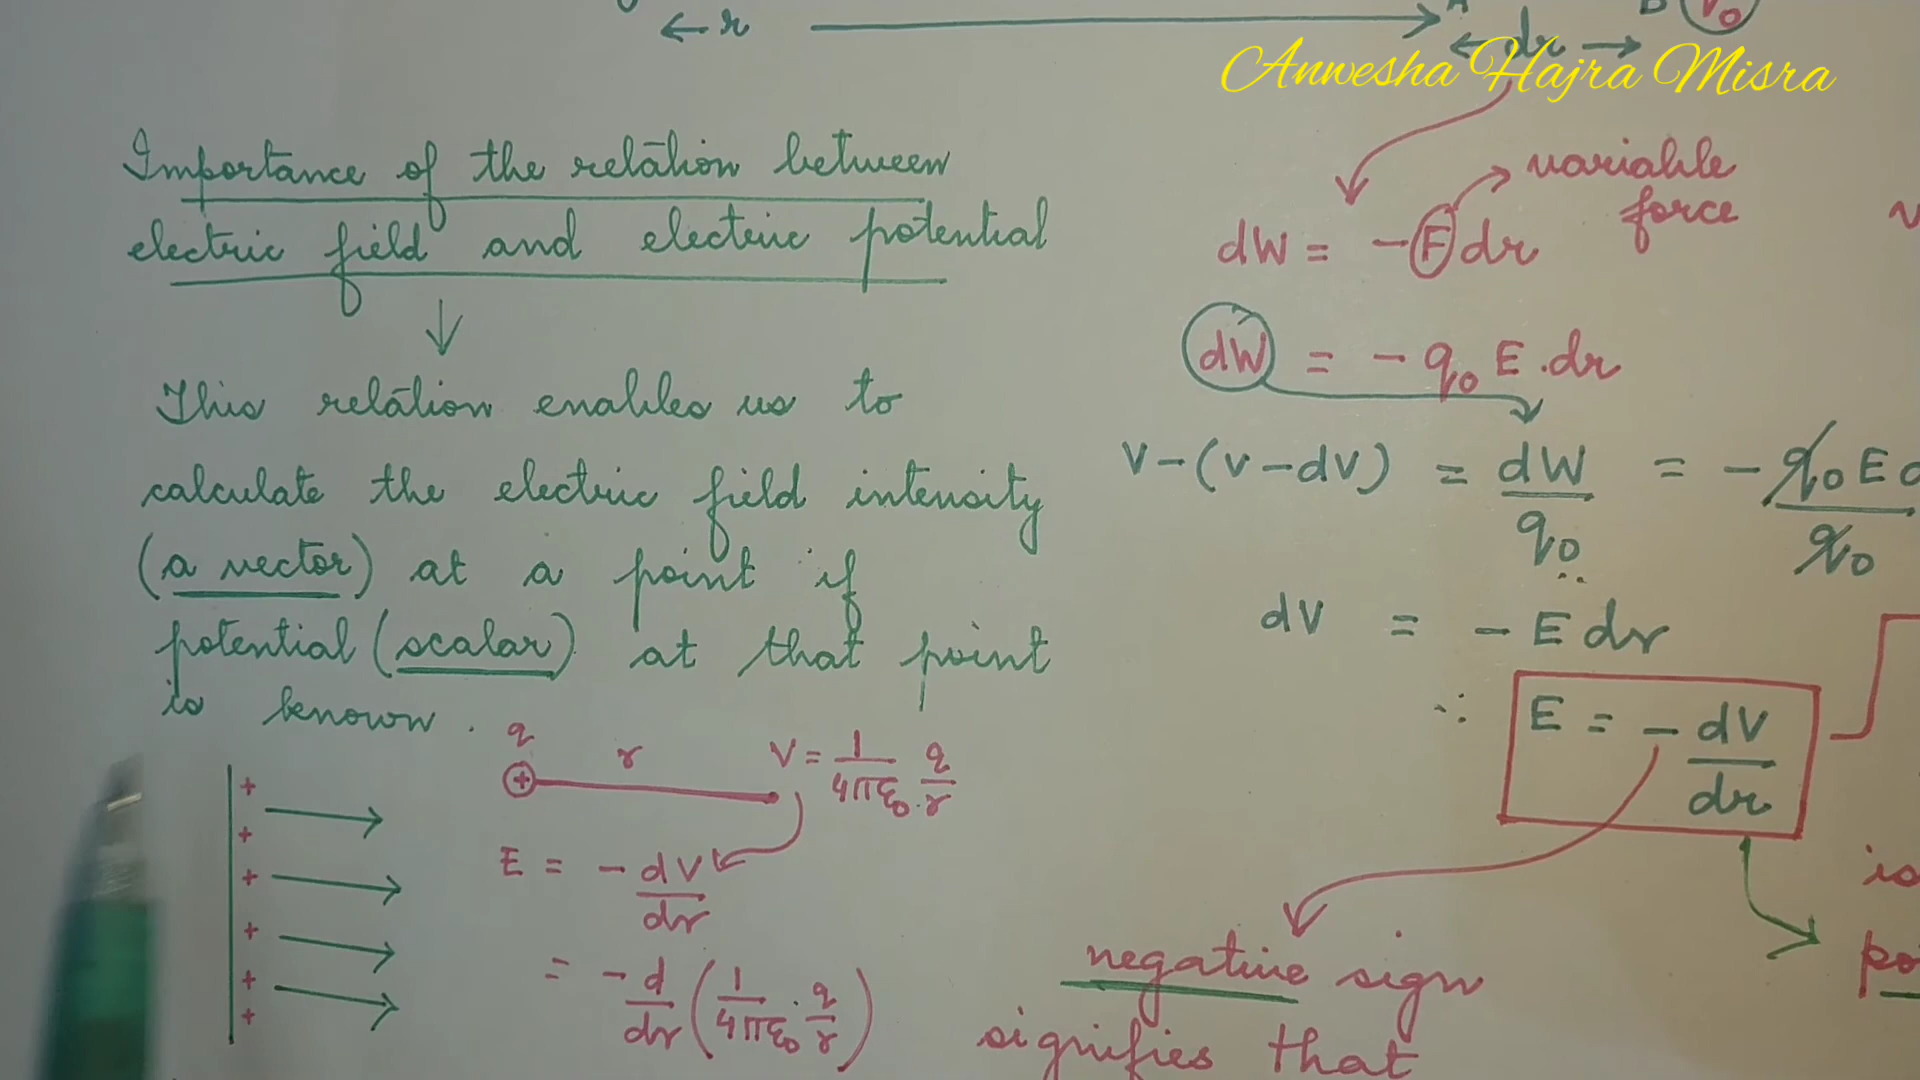 ← r → ← dr →
Anwesha Hajra Misra
Importance of the relation between
electric field and electric potential
↓
This relation enables us to
calculate the electric field intensity
(a vector) at a point if
potential (scalar) at that point
is known.
q r V = 1/4πε₀ . q/r
E = - dV/dr
= - d/dr (1/4πε₀ . q/r)
+
+
+
+
+
+
variable
force
dW = - F dr
dW = - q₀ E . dr
V - (V - dV) = dW/q₀ = - q₀ E d/q₀
dV = - E dr
∴ E = - dV/dr
negative sign
signifies that
is
po